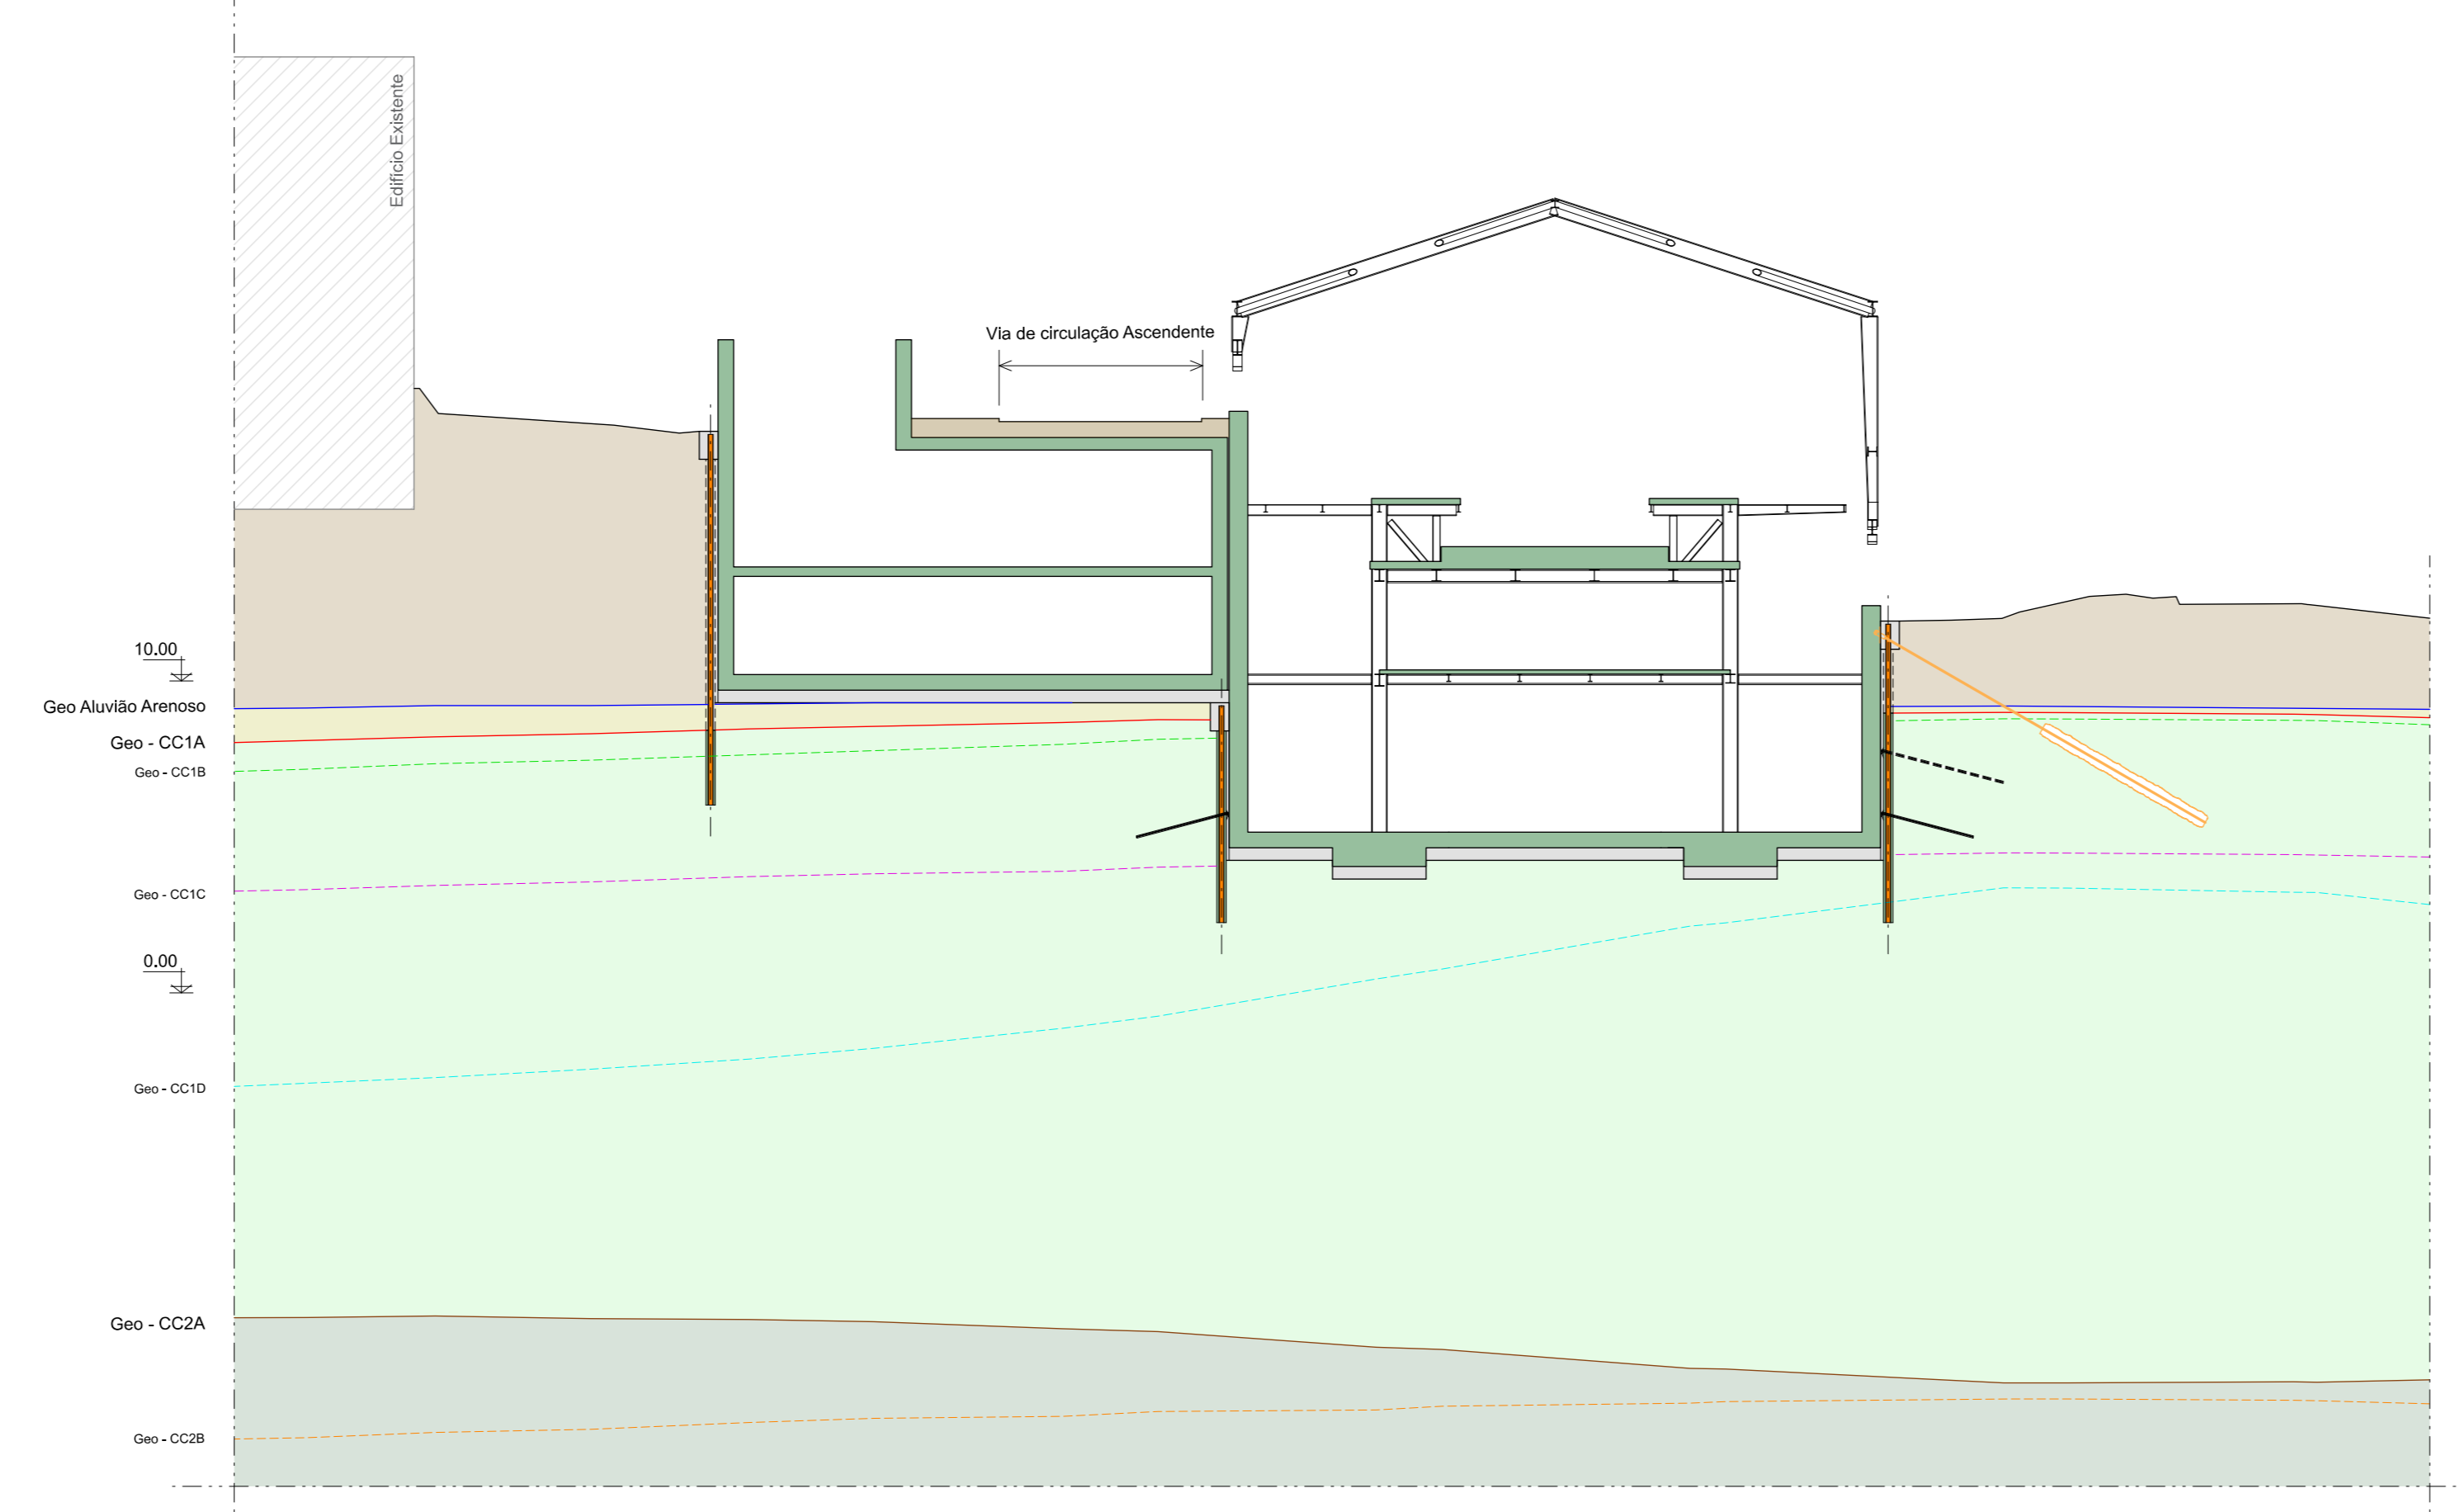 Edifício Existente
Via de circulação Ascendente
10.00
Geo Aluvião Arenoso
Geo - CC1A
Geo - CC1B
Geo - CC1C
0.00
Geo - CC1D
Geo - CC2A
Geo - CC2B